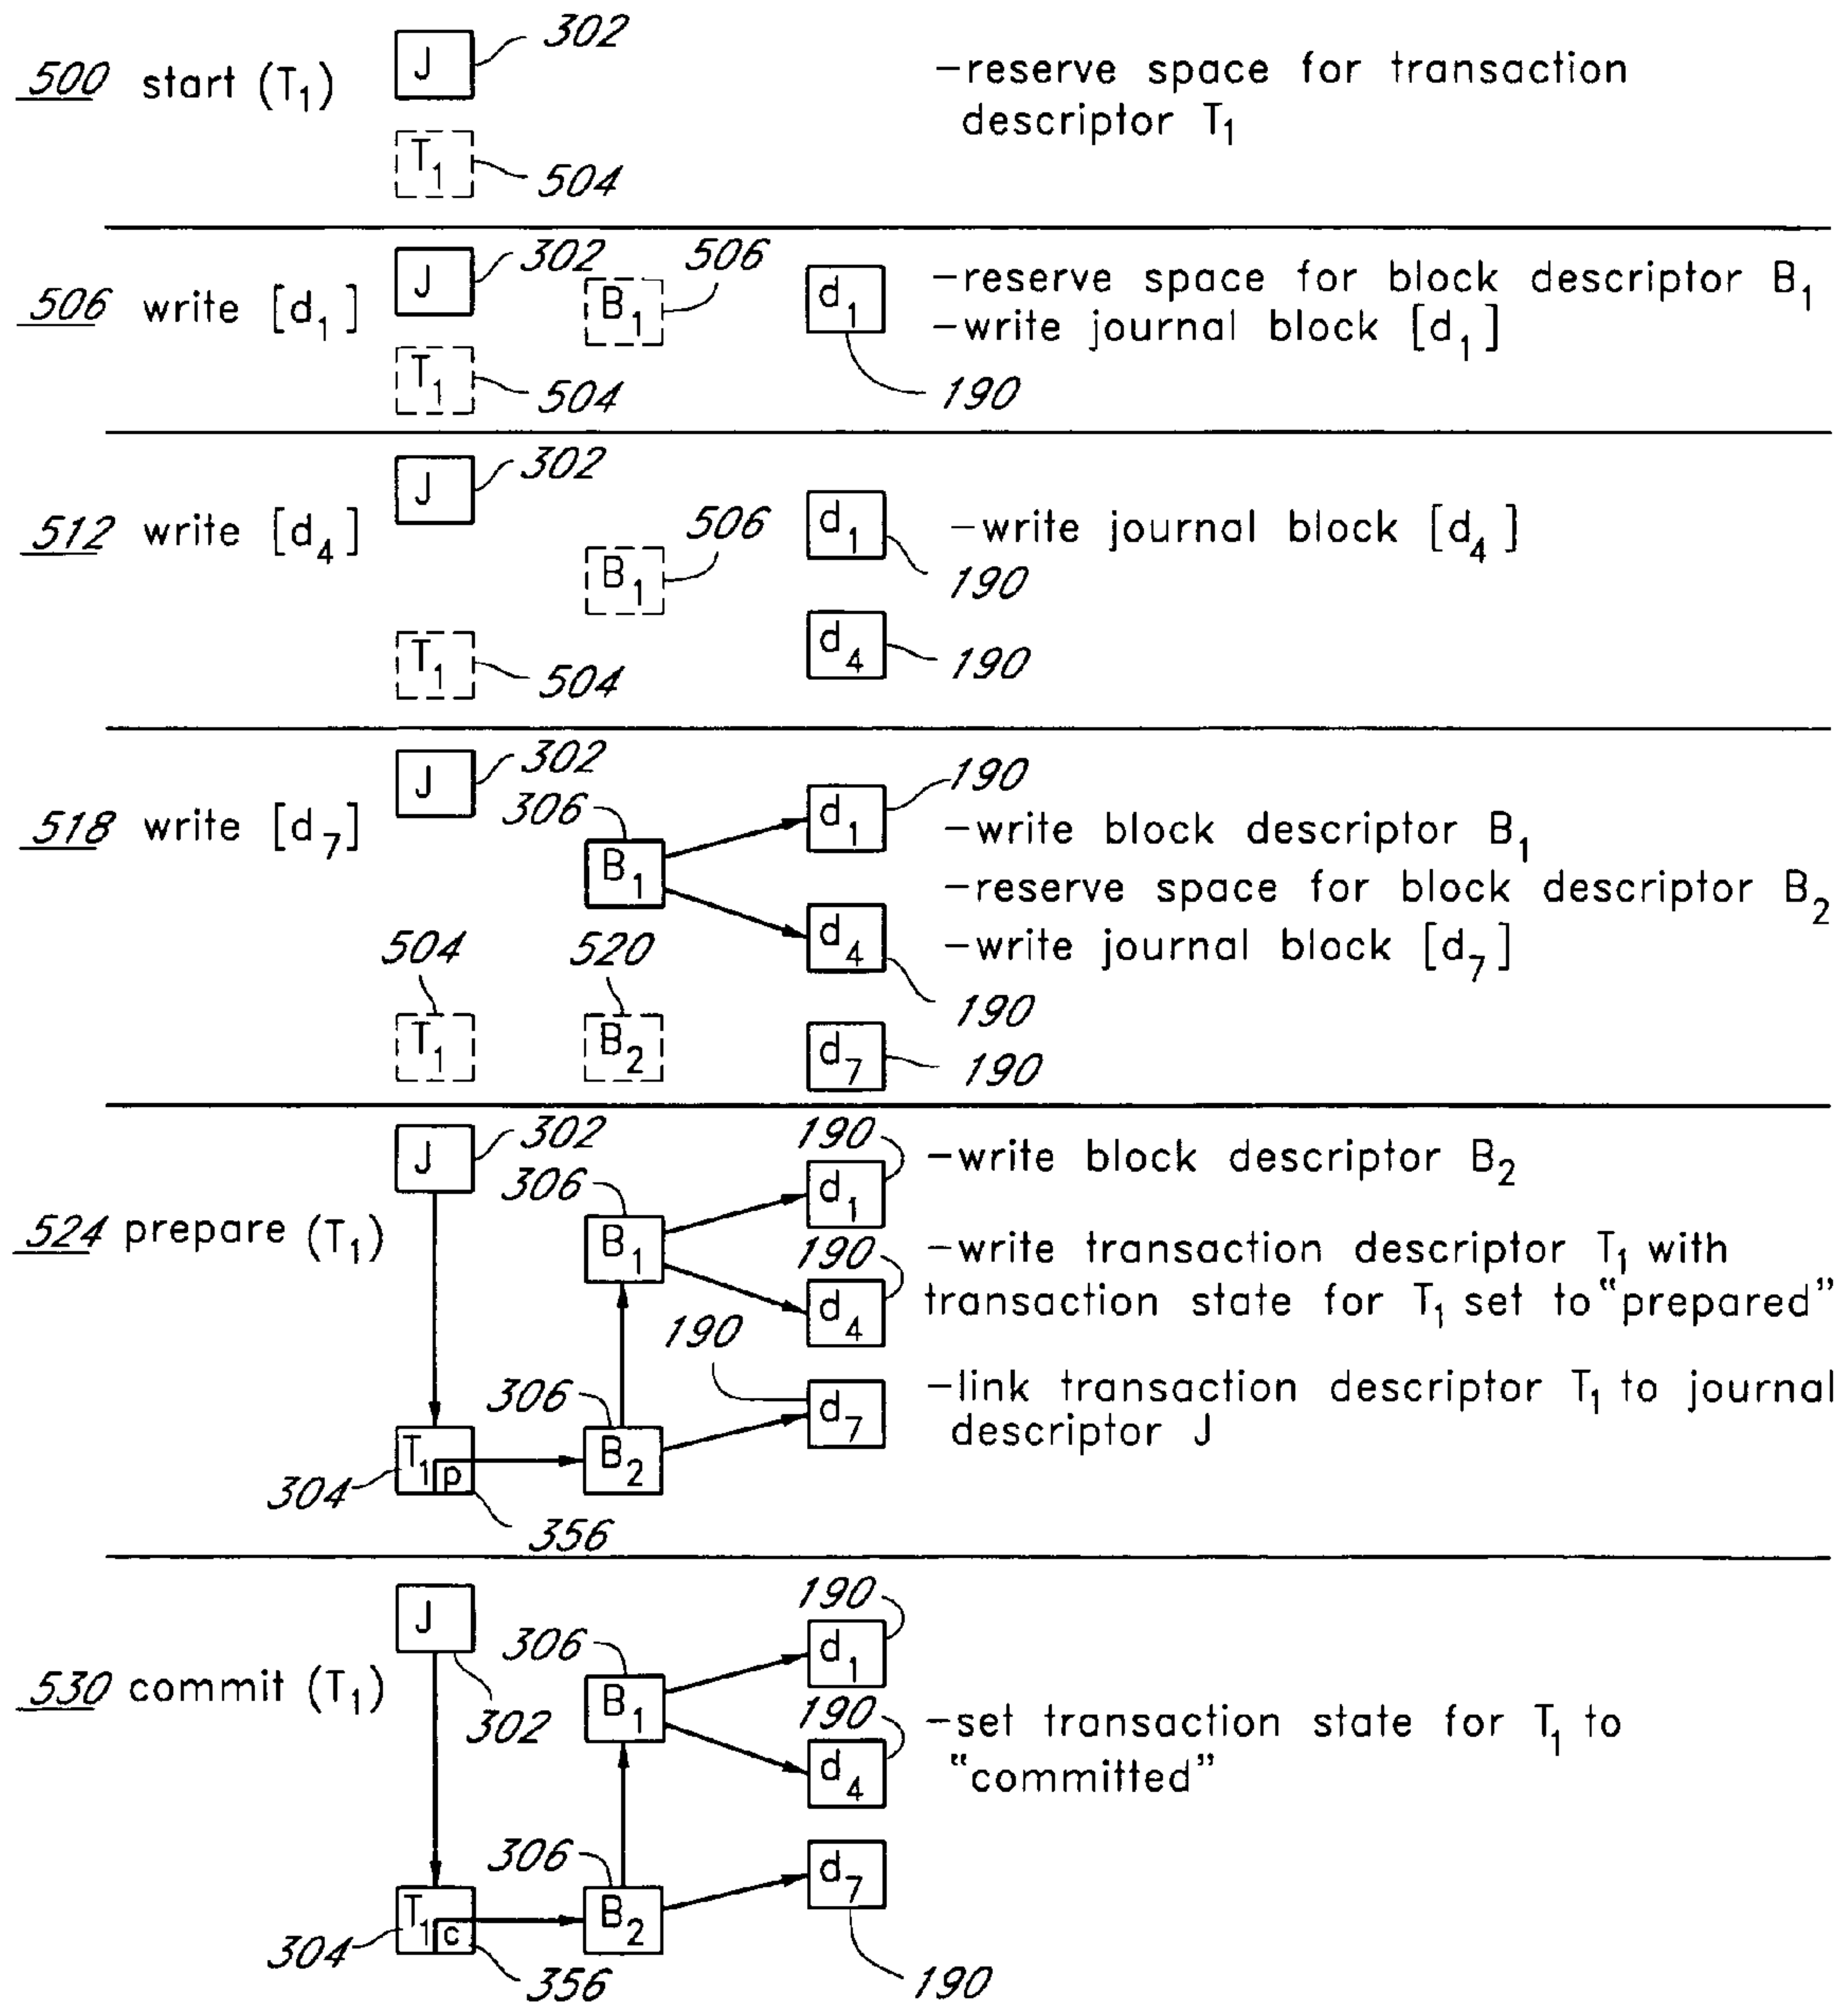 302
J
500 start (T₁)
-reserve space for transaction
descriptor T₁
T₁
504
506 write [d₁]
J
302
B₁
506
d₁
-reserve space for block descriptor B₁
-write journal block [d₁]
T₁
504
190
512 write [d₄]
J
302
B₁
506
d₁
-write journal block [d₄]
190
T₁
504
d₄
190
518 write [d₇]
J
302
306
B₁
d₁
190
-write block descriptor B₁
-reserve space for block descriptor B₂
d₄
-write journal block [d₇]
190
504
T₁
520
B₂
d₇
190
524 prepare (T₁)
J
302
306
B₁
190
d₁
-write block descriptor B₂
190
d₄
-write transaction descriptor T₁ with
transaction state for T₁ set to “prepared”
190
d₇
-link transaction descriptor T₁ to journal
descriptor J
306
B₂
T₁
p
304
356
530 commit (T₁)
J
302
306
B₁
190
d₁
190
d₄
-set transaction state for T₁ to
“committed”
306
B₂
d₇
T₁
c
304
356
190